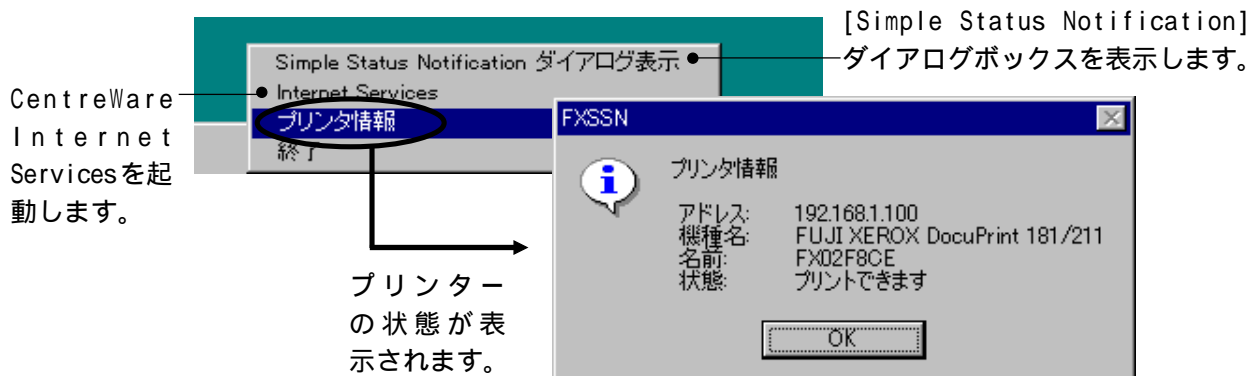 [Simple Status Notification]
ダイアログボックスを表示します。
Simple Status Notification ダイアログ表示
Internet Services
プリンタ情報
終了
CentreWare
Internet
Servicesを起
動します。
FXSSN
プリンタ情報
アドレス: 192.168.1.100
機種名: FUJI XEROX DocuPrint 181/211
名前: FX02F8CE
状態: プリントできます
OK
プリンター
の状態が表
示されます。